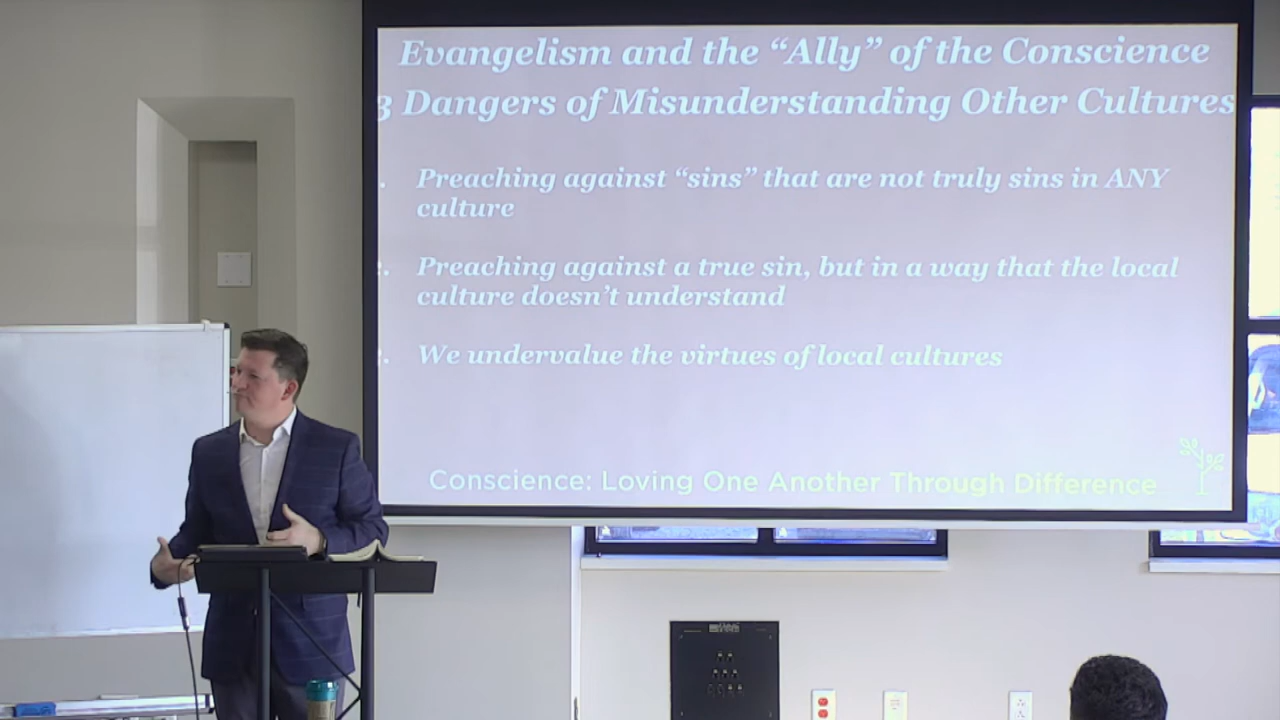 Evangelism and the “Ally” of the Conscience
3 Dangers of Misunderstanding Other Cultures
. Preaching against “sins” that are not truly sins in ANY
culture
. Preaching against a true sin, but in a way that the local
culture doesn’t understand
. We undervalue the virtues of local cultures
Conscience: Loving One Another Through Difference